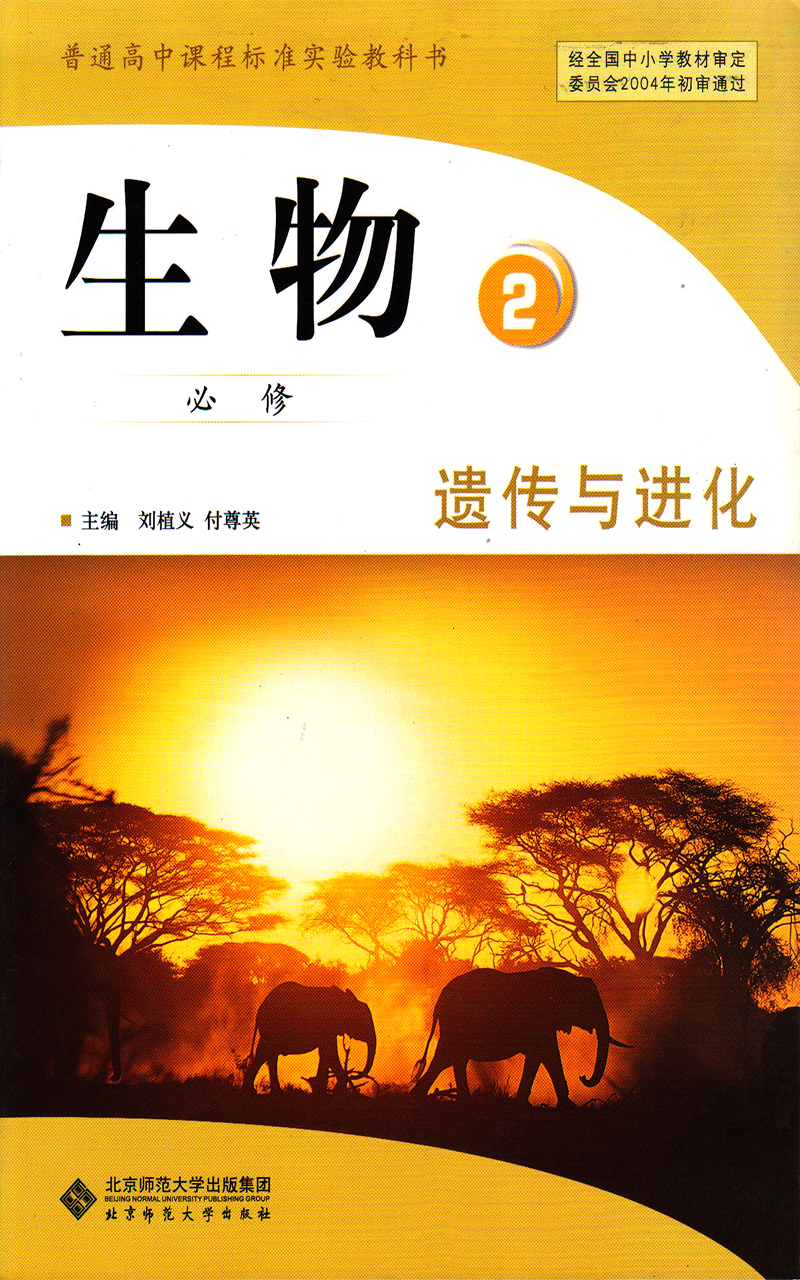 普通高中课程标准实验教科书
经全国中小学教材审定
委员会2004年初审通过
生物 2
必修
遗传与进化
主编 刘植义 付尊英
北京师范大学出版集团
BEIJING NORMAL UNIVERSITY PUBLISHING GROUP
北京师范大学出版社